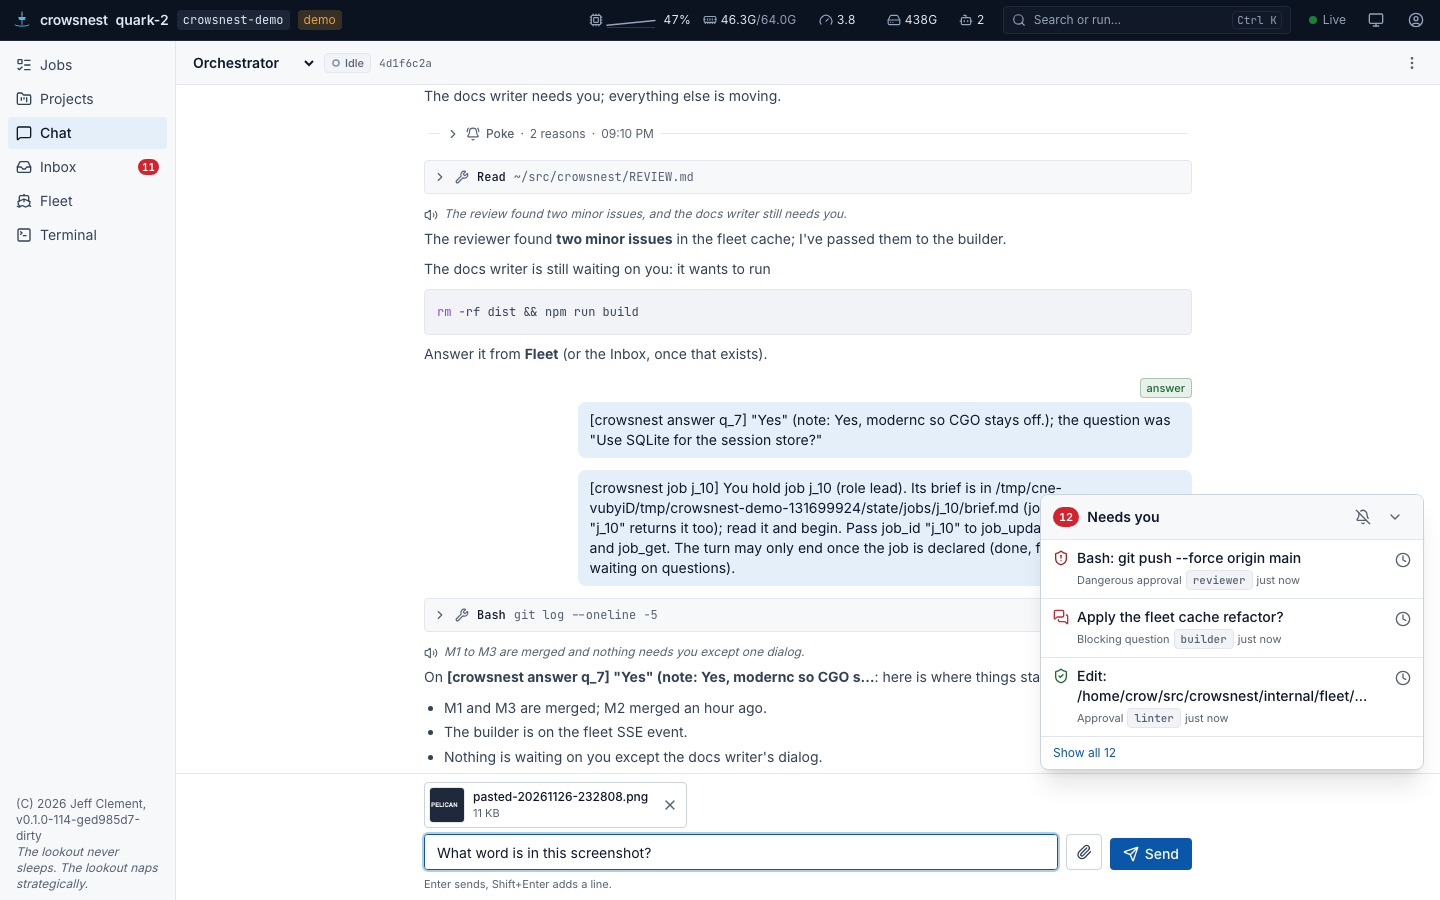 crowsnest quark-2 crowsnest-demo demo 47% 46.3G/64.0G 3.8 438G 2 Search or run... Ctrl K Live
Jobs
Projects
Chat
Inbox 11
Fleet
Terminal
(C) 2026 Jeff Clement,
v0.1.0-114-ged985d7-
dirty
The lookout never
sleeps. The lookout naps
strategically.
Orchestrator Idle 4d1f6c2a
The docs writer needs you; everything else is moving.
Poke · 2 reasons · 09:10 PM
Read ~/src/crowsnest/REVIEW.md
The review found two minor issues, and the docs writer still needs you.
The reviewer found two minor issues in the fleet cache; I've passed them to the builder.
The docs writer is still waiting on you: it wants to run
rm -rf dist && npm run build
Answer it from Fleet (or the Inbox, once that exists).
answer
[crowsnest answer q_7] "Yes" (note: Yes, modernc so CGO stays off.); the question was
"Use SQLite for the session store?"
[crowsnest job j_10] You hold job j_10 (role lead). Its brief is in /tmp/cne-
vubyiD/tmp/crowsnest-demo-131699924/state/jobs/j_10/brief.md (jo
"j_10" returns it too); read it and begin. Pass job_id "j_10" to job_upda
and job_get. The turn may only end once the job is declared (done, f
waiting on questions).
Bash git log --oneline -5
M1 to M3 are merged and nothing needs you except one dialog.
On [crowsnest answer q_7] "Yes" (note: Yes, modernc so CGO s...: here is where things sta
M1 and M3 are merged; M2 merged an hour ago.
The builder is on the fleet SSE event.
Nothing is waiting on you except the docs writer's dialog.
12 Needs you
Bash: git push --force origin main
Dangerous approval reviewer just now
Apply the fleet cache refactor?
Blocking question builder just now
Edit:
/home/crow/src/crowsnest/internal/fleet/...
Approval linter just now
Show all 12
PELICAN
pasted-20261126-232808.png
11 KB
What word is in this screenshot?
Send
Enter sends, Shift+Enter adds a line.